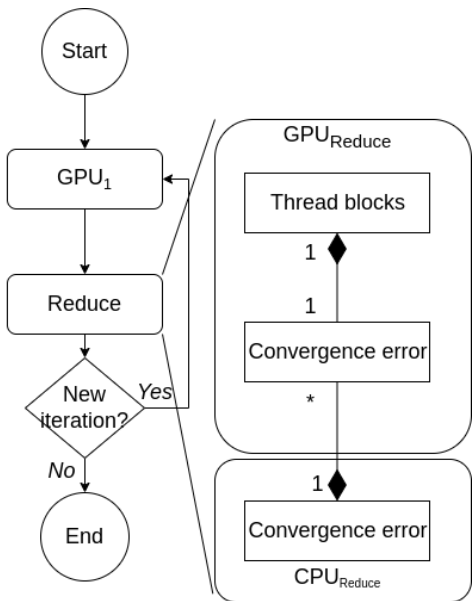 Start
GPU1
Reduce
New
iteration?
Yes
No
End
GPUReduce
Thread blocks
1
1
Convergence error
*
1
Convergence error
CPUReduce